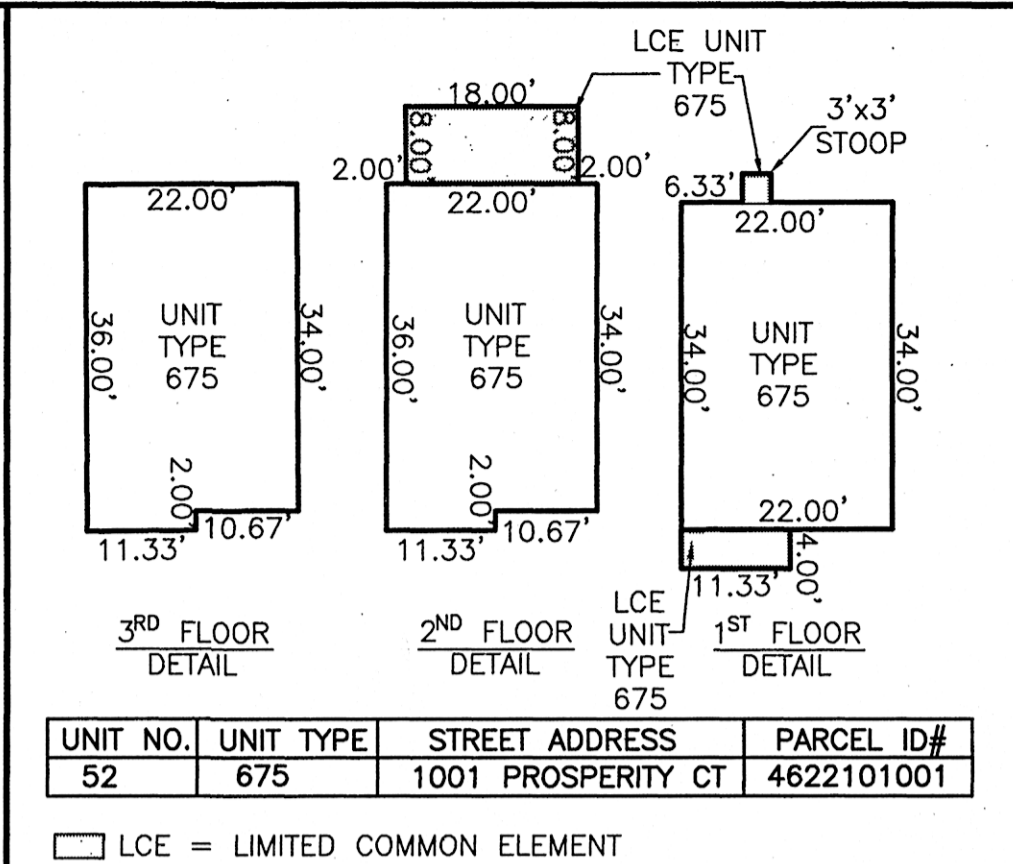 LCE UNIT
TYPE
675
3'x3'
STOOP
18.00'
8.00
8.00
2.00'
2.00'
6.33'
22.00'
22.00'
22.00'
36.00'
UNIT
TYPE
675
34.00'
36.00'
UNIT
TYPE
675
34.00'
34.00'
UNIT
TYPE
675
34.00'
2.00'
10.67'
11.33'
2.00'
10.67'
11.33'
22.00'
4.00'
11.33'
LCE
UNIT
TYPE
675
3RD FLOOR
DETAIL
2ND FLOOR
DETAIL
1ST FLOOR
DETAIL
UNIT NO. UNIT TYPE STREET ADDRESS PARCEL ID#
52 675 1001 PROSPERITY CT 4622101001
LCE = LIMITED COMMON ELEMENT